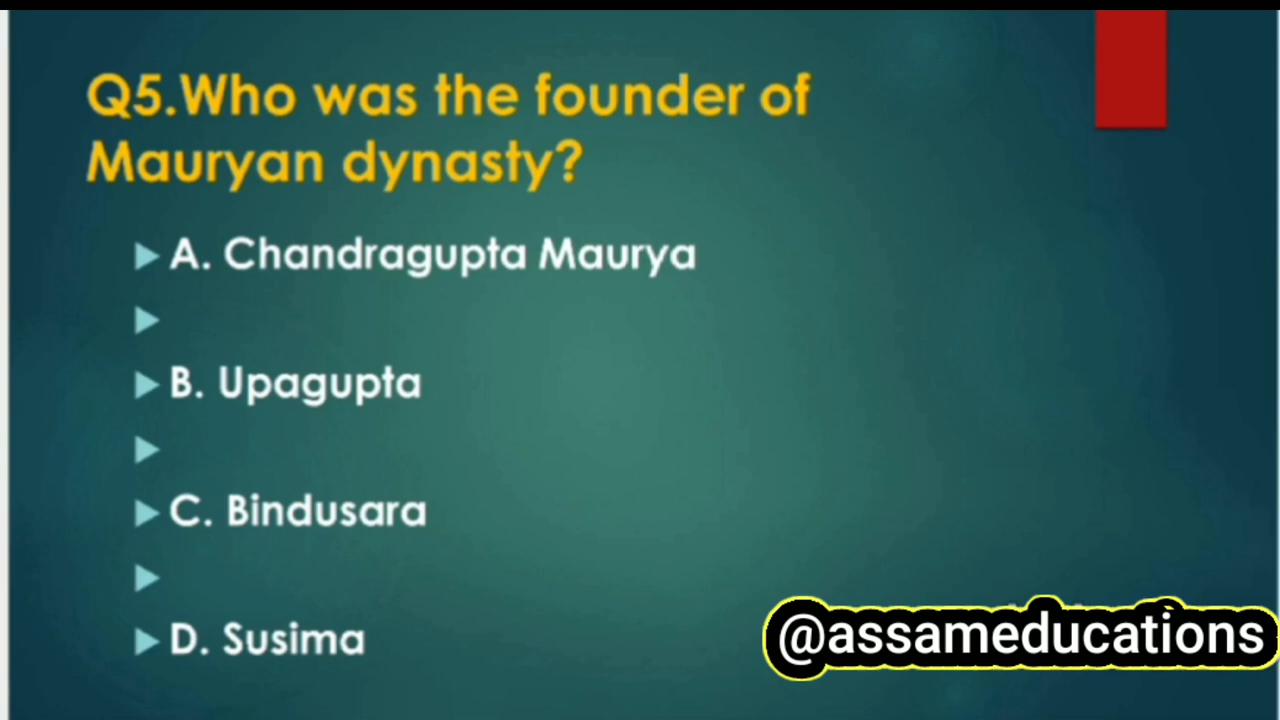 Q5.Who was the founder of
Mauryan dynasty?
A. Chandragupta Maurya
B. Upagupta
C. Bindusara
D. Susima
@assameducations